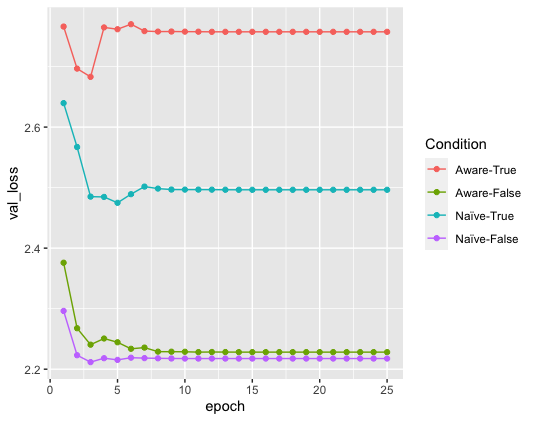 val_loss
2.6
2.4
2.2
0
5
10
15
20
25
epoch
Condition
Aware-True
Aware-False
Naïve-True
Naïve-False